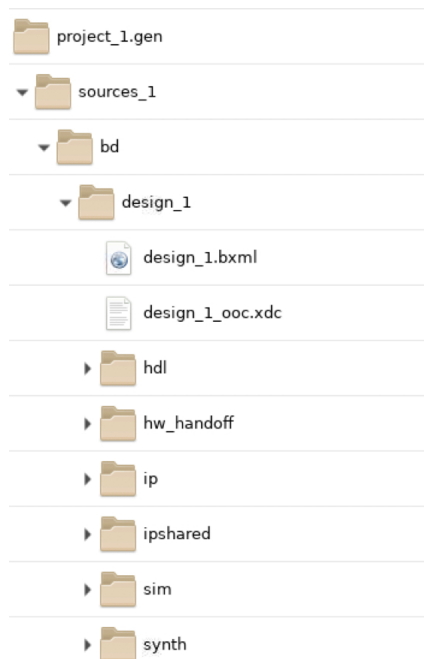 project_1.gen
sources_1
bd
design_1
design_1.bxml
design_1_ooc.xdc
hdl
hw_handoff
ip
ipshared
sim
synth